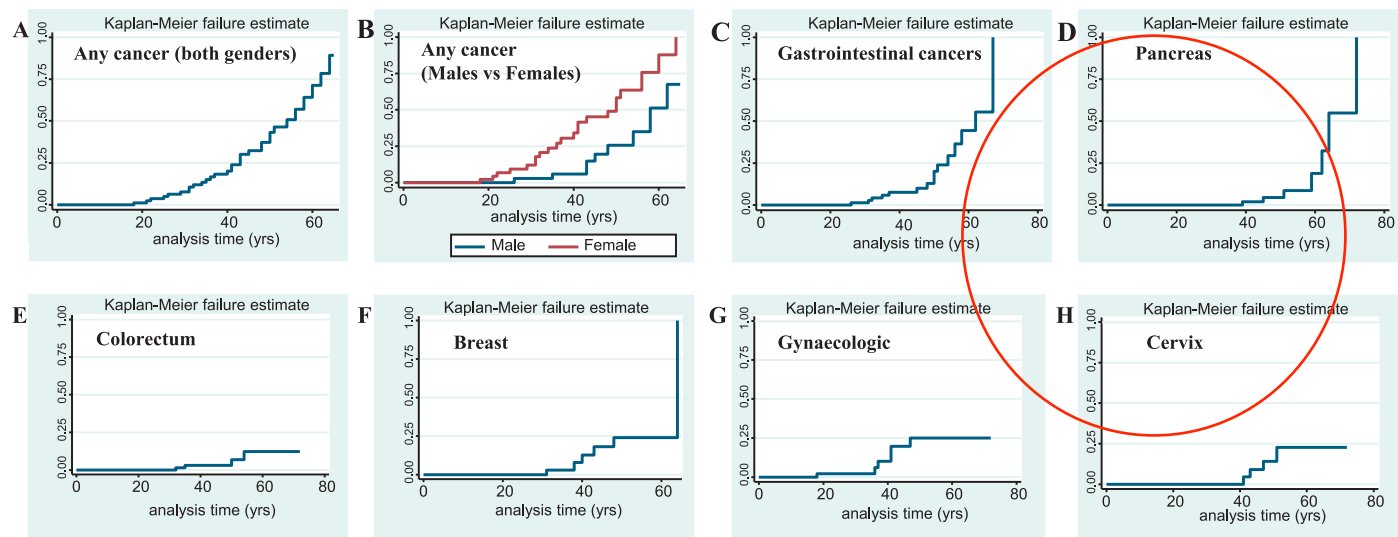 A
Kaplan-Meier failure estimate
Any cancer (both genders)
0.00 0.25 0.50 0.75 1.00
0 20 40 60
analysis time (yrs)
B
Kaplan-Meier failure estimate
Any cancer
(Males vs Females)
0.00 0.25 0.50 0.75 1.00
0 20 40 60
analysis time (yrs)
Male Female
C
Kaplan-Meier failure estimate
Gastrointestinal cancers
0.00 0.25 0.50 0.75 1.00
0 20 40 60 80
analysis time (yrs)
D
Kaplan-Meier failure estimate
Pancreas
0.00 0.25 0.50 0.75 1.00
0 20 40 60 80
analysis time (yrs)
E
Kaplan-Meier failure estimate
Colorectum
0.00 0.25 0.50 0.75 1.00
0 20 40 60 80
analysis time (yrs)
F
Kaplan-Meier failure estimate
Breast
0.00 0.25 0.50 0.75 1.00
0 20 40 60
analysis time (yrs)
G
Kaplan-Meier failure estimate
Gynaecologic
0.00 0.25 0.50 0.75 1.00
0 20 40 60 80
analysis time (yrs)
H
Kaplan-Meier failure estimate
Cervix
0.00 0.25 0.50 0.75 1.00
0 20 40 60 80
analysis time (yrs)